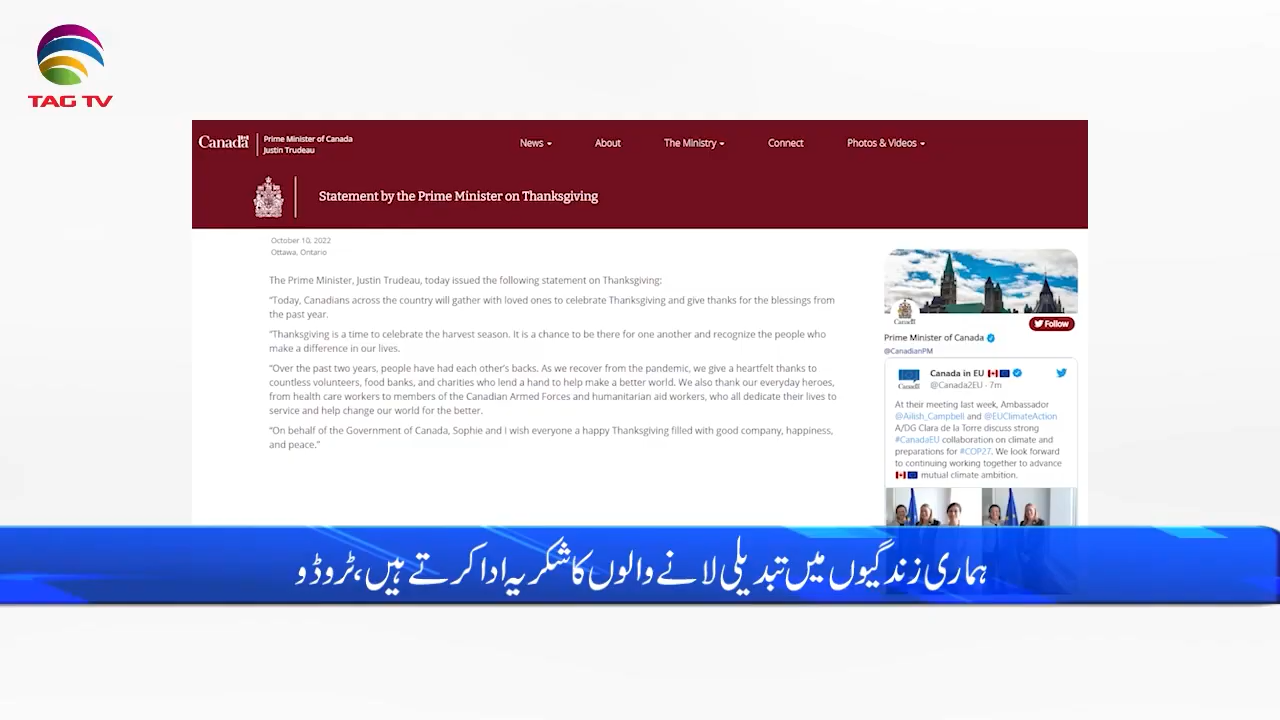 TAG TV
Canada
Prime Minister of Canada
Justin Trudeau
News
About
The Ministry
Connect
Photos & Videos
Statement by the Prime Minister on Thanksgiving
October 10, 2022
Ottawa, Ontario
The Prime Minister, Justin Trudeau, today issued the following statement on Thanksgiving:
“Today, Canadians across the country will gather with loved ones to celebrate Thanksgiving and give thanks for the blessings from
the past year.
“Thanksgiving is a time to celebrate the harvest season. It is a chance to be there for one another and recognize the people who
make a difference in our lives.
“Over the past two years, people have had each other’s backs. As we recover from the pandemic, we give a heartfelt thanks to
countless volunteers, food banks, and charities who lend a hand to help make a better world. We also thank our everyday heroes,
from health care workers to members of the Canadian Armed Forces and humanitarian aid workers, who all dedicate their lives to
service and help change our world for the better.
“On behalf of the Government of Canada, Sophie and I wish everyone a happy Thanksgiving filled with good company, happiness,
and peace.”
Canada
Follow
Prime Minister of Canada
@CanadianPM
Canada in EU
@Canada2EU · 7m
At their meeting last week, Ambassador
@Ailish_Campbell and @EUClimateAction
A/DG Clara de la Torre discuss strong
#CanadaEU collaboration on climate and
preparations for #COP27. We look forward
to continuing working together to advance
mutual climate ambition.
ہماری زندگیوں میں تبدیلی لانے والوں کا شکریہ ادا کرتے ہیں، ٹروڈو